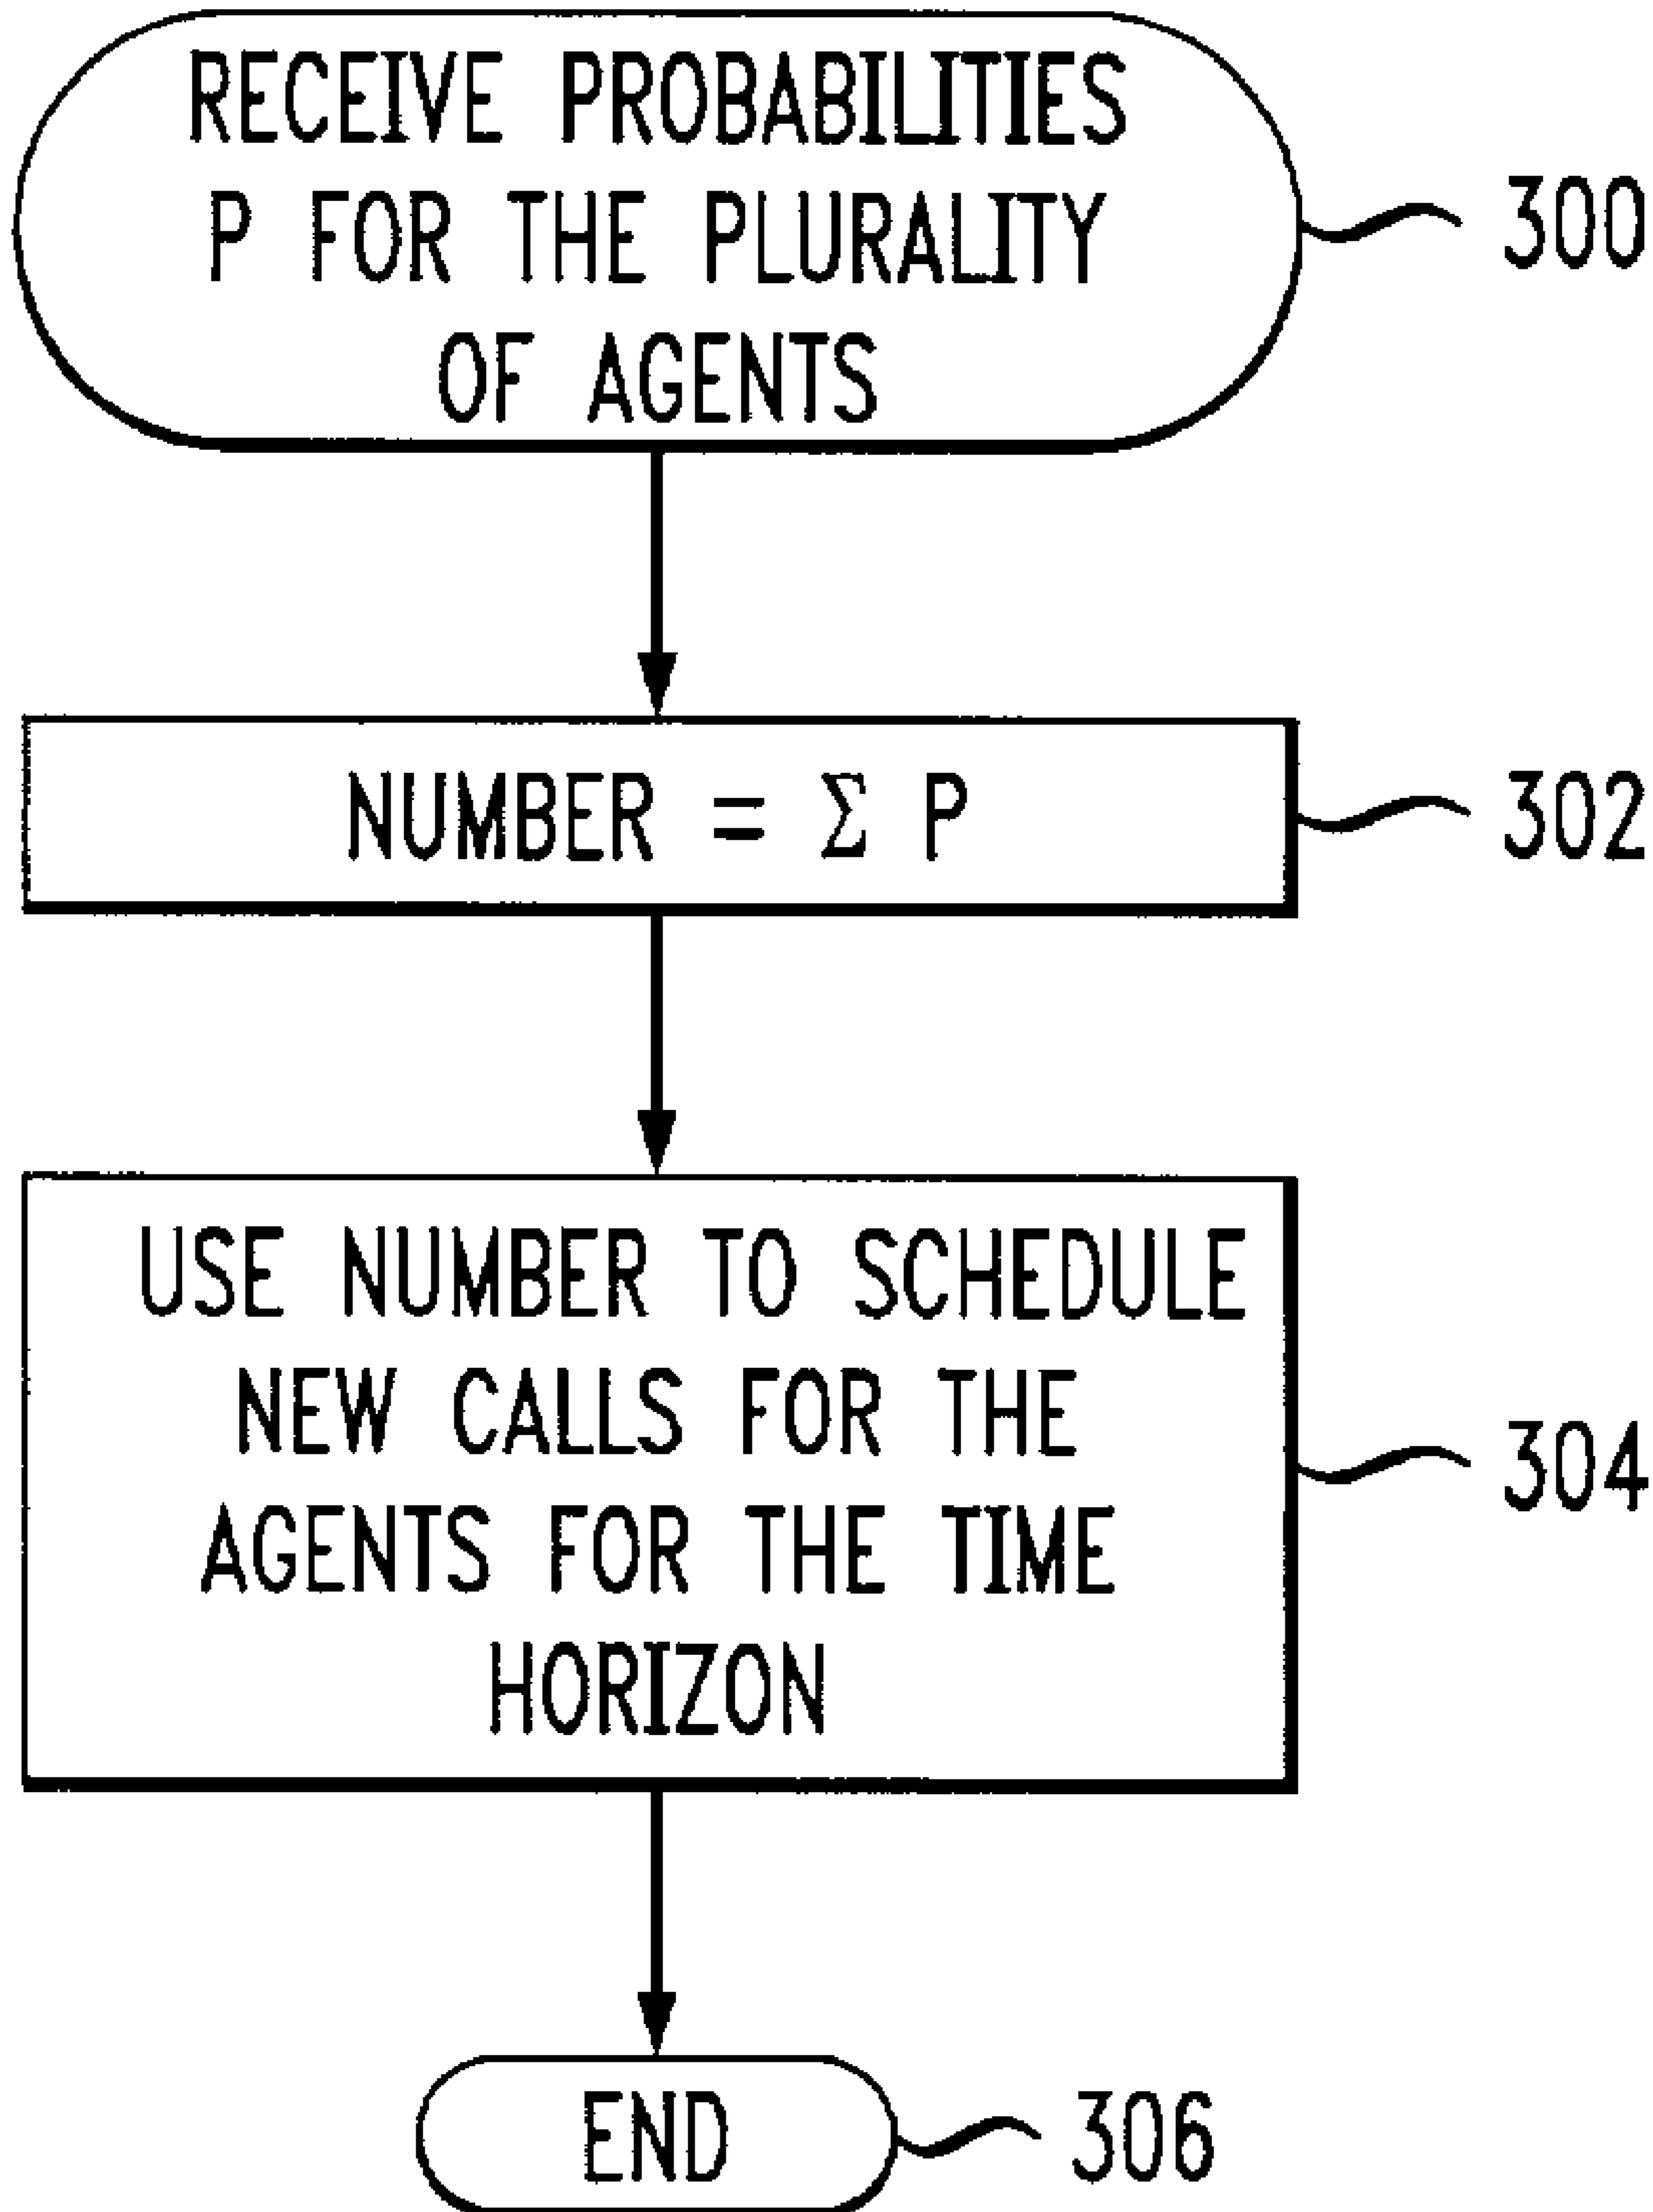 RECEIVE PROBABILITIES
P FOR THE PLURALITY
OF AGENTS
300
NUMBER = Σ P
302
USE NUMBER TO SCHEDULE
NEW CALLS FOR THE
AGENTS FOR THE TIME
HORIZON
304
END
306